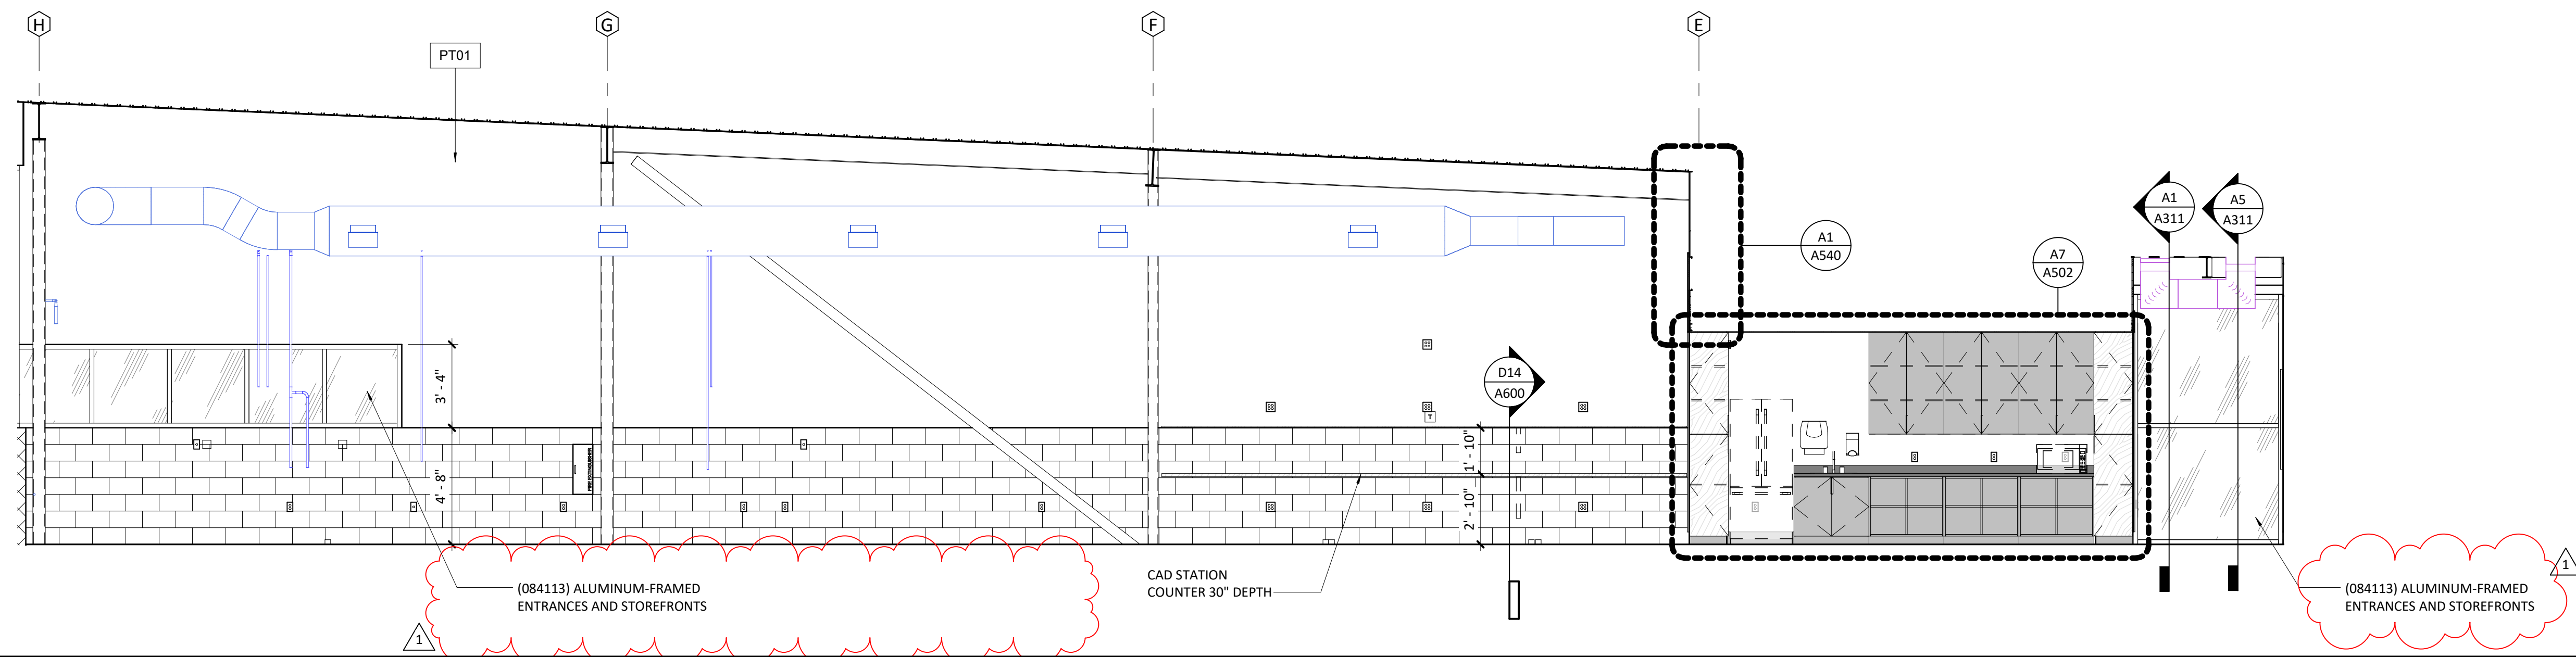 H
G
F
E
PT01
A1
A311
A5
A311
A1
A540
A7
A502
3' - 4"
D14
A600
T
FIRE EXTINGUISHER
4' - 8"
1' - 10"
2' - 10"
(084113) ALUMINUM-FRAMED
ENTRANCES AND STOREFRONTS
CAD STATION
COUNTER 30" DEPTH
(084113) ALUMINUM-FRAMED
ENTRANCES AND STOREFRONTS
1
1